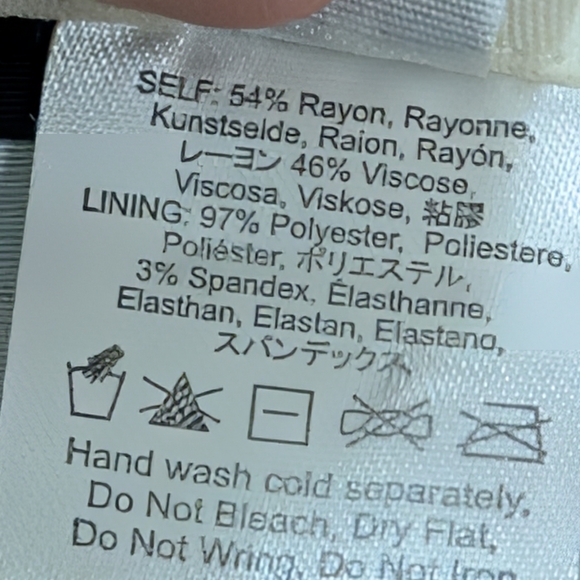 SELF: 54% Rayon, Rayonne,
Kunstseide, Raion, Rayón,
レーヨン 46% Viscose,
Viscosa, Viskose, 粘膠
LINING: 97% Polyester, Poliestere,
Poliéster, ポリエステル,
3% Spandex, Élasthanne,
Elasthan, Elastan, Elastano,
スパンデックス
Hand wash cold separately,
Do Not Bleach, Dry Flat,
Do Not Wring, Do Not Iron